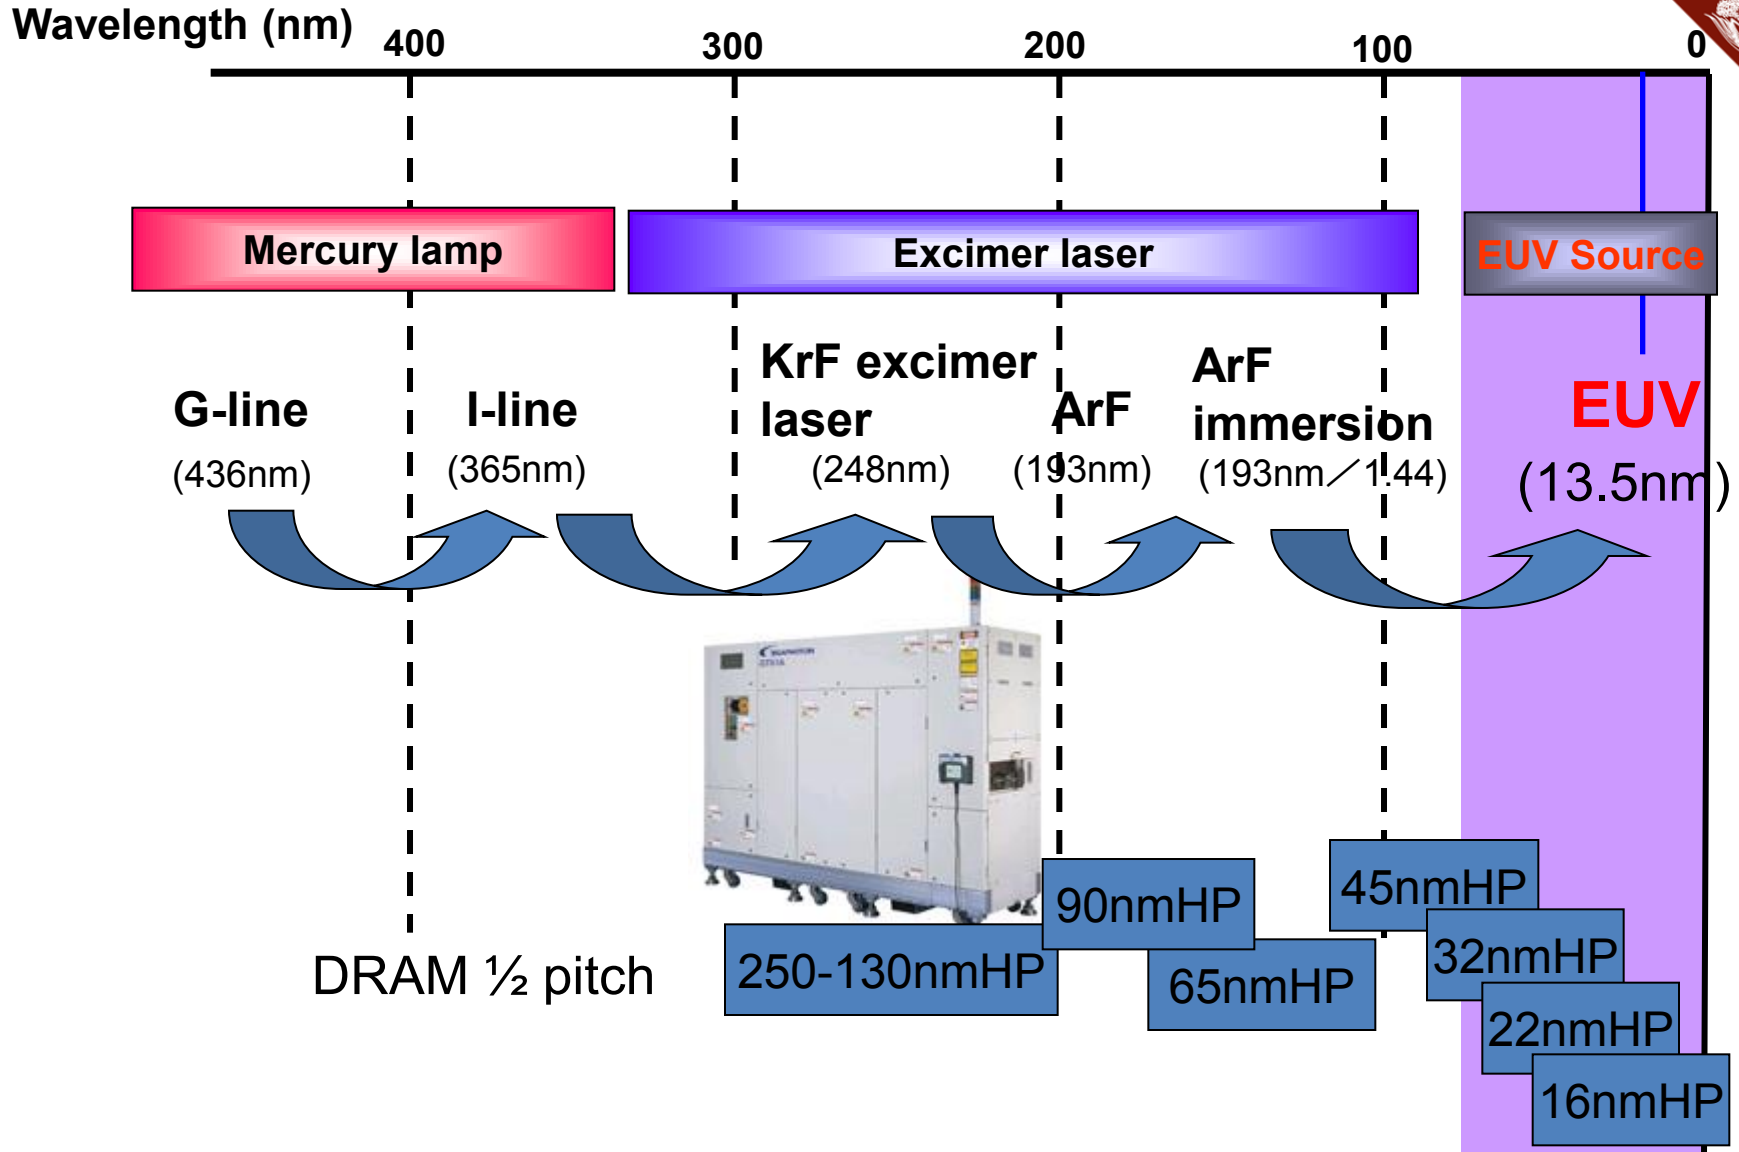 Wavelength (nm)
400
300
200
100
0
Mercury lamp
Excimer laser
EUV Source
G-line
(436nm)
I-line
(365nm)
KrF excimer
laser
(248nm)
ArF
(193nm)
ArF
immersion
(193nm／1.44)
EUV
(13.5nm)
DRAM ½ pitch
250-130nmHP
90nmHP
65nmHP
45nmHP
32nmHP
22nmHP
16nmHP